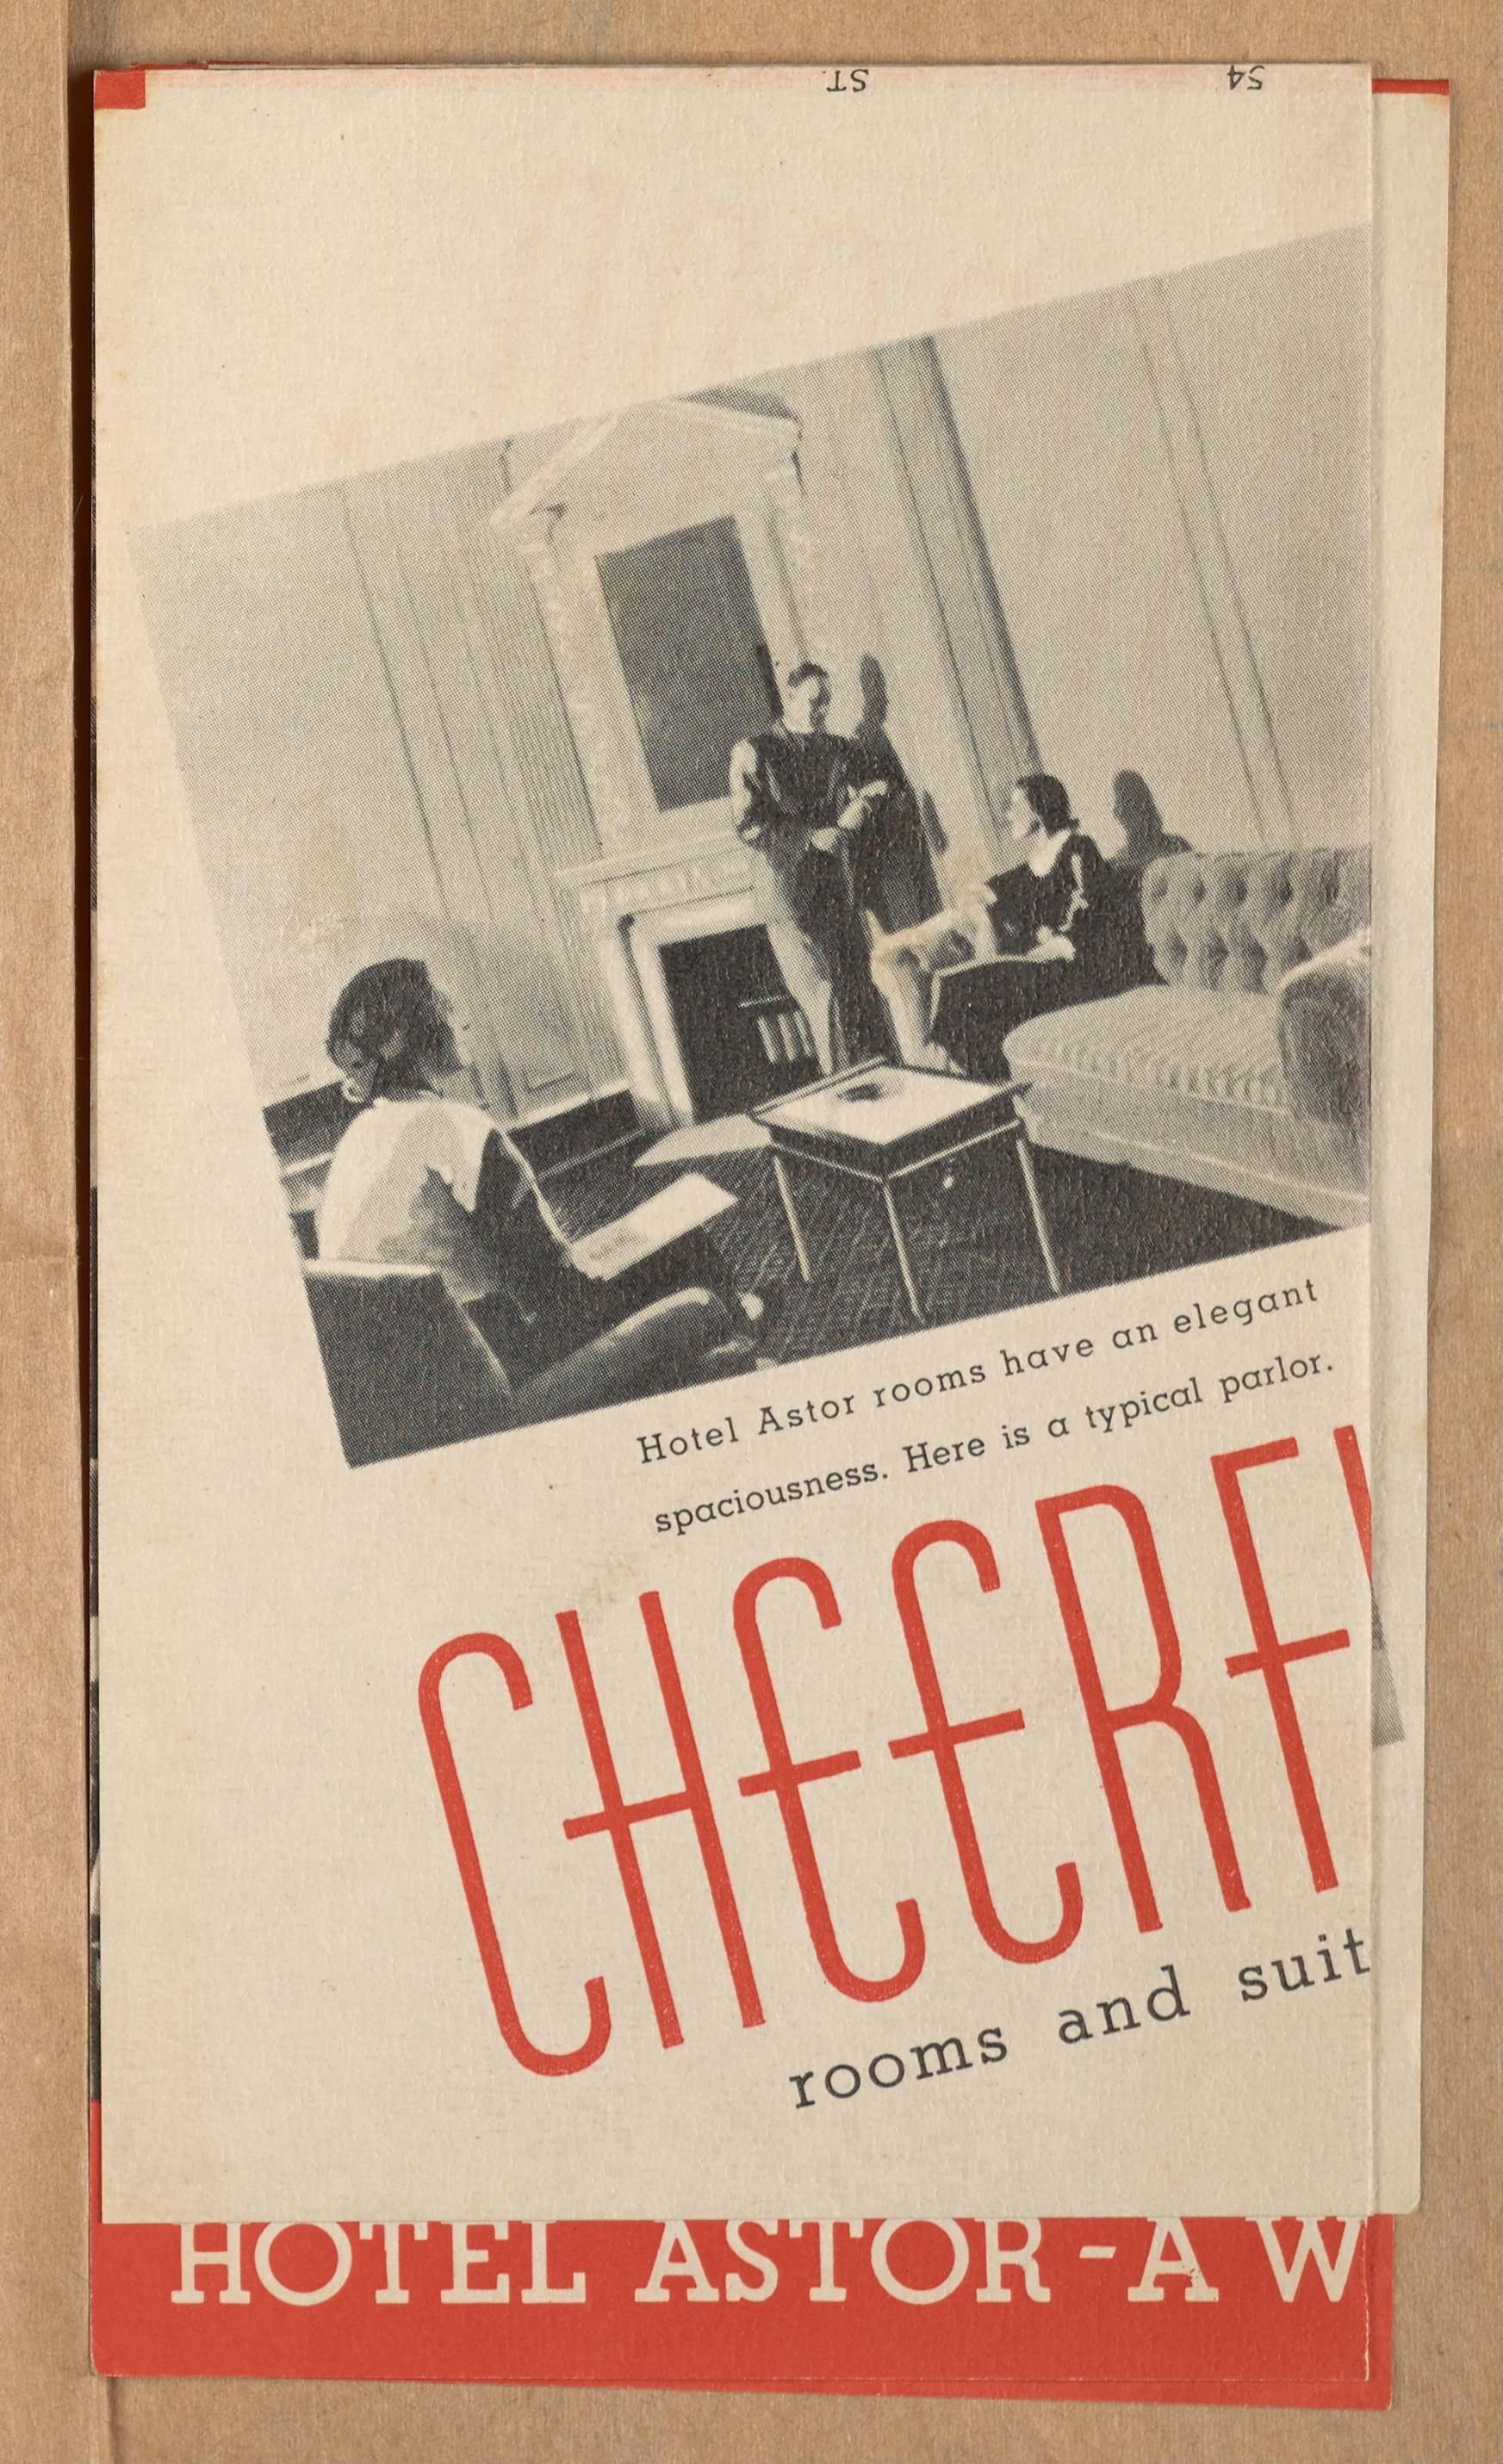 ST 54
Hotel Astor rooms have an elegant
spaciousness. Here is a typical parlor.
CHEERF
rooms and suit
HOTEL ASTOR-A W